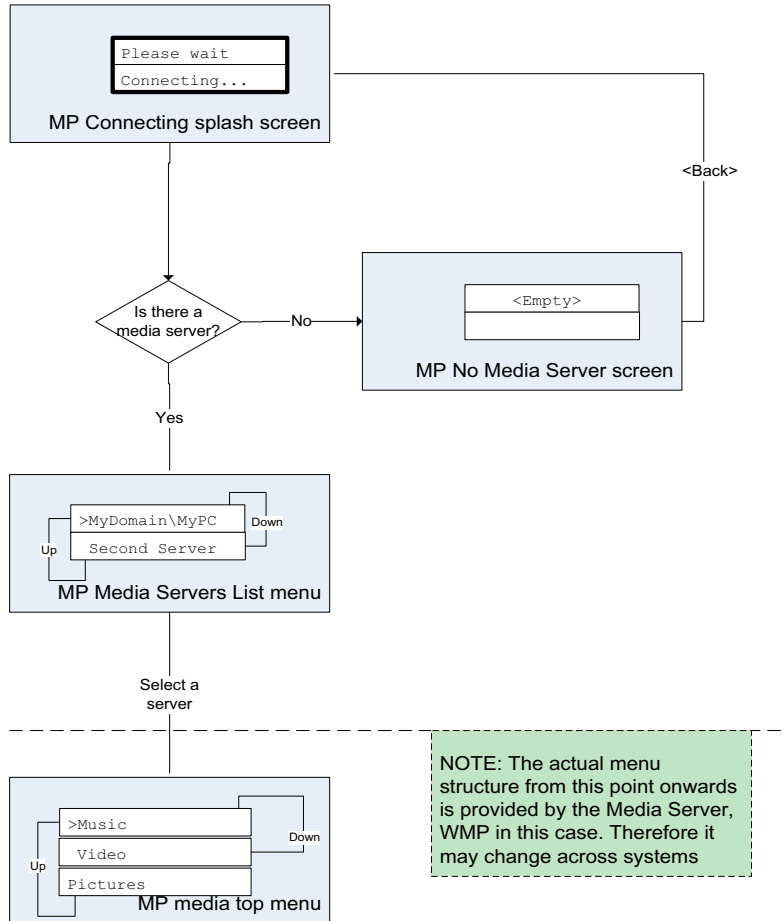 Please wait
Connecting...
MP Connecting splash screen
<Back>
Is there a
media server?
No
<Empty>
MP No Media Server screen
Yes
>MyDomain\MyPC
Second Server
Up
Down
MP Media Servers List menu
Select a
server
NOTE: The actual menu
structure from this point onwards
is provided by the Media Server,
WMP in this case. Therefore it
may change across systems
>Music
Video
Pictures
Up
Down
MP media top menu